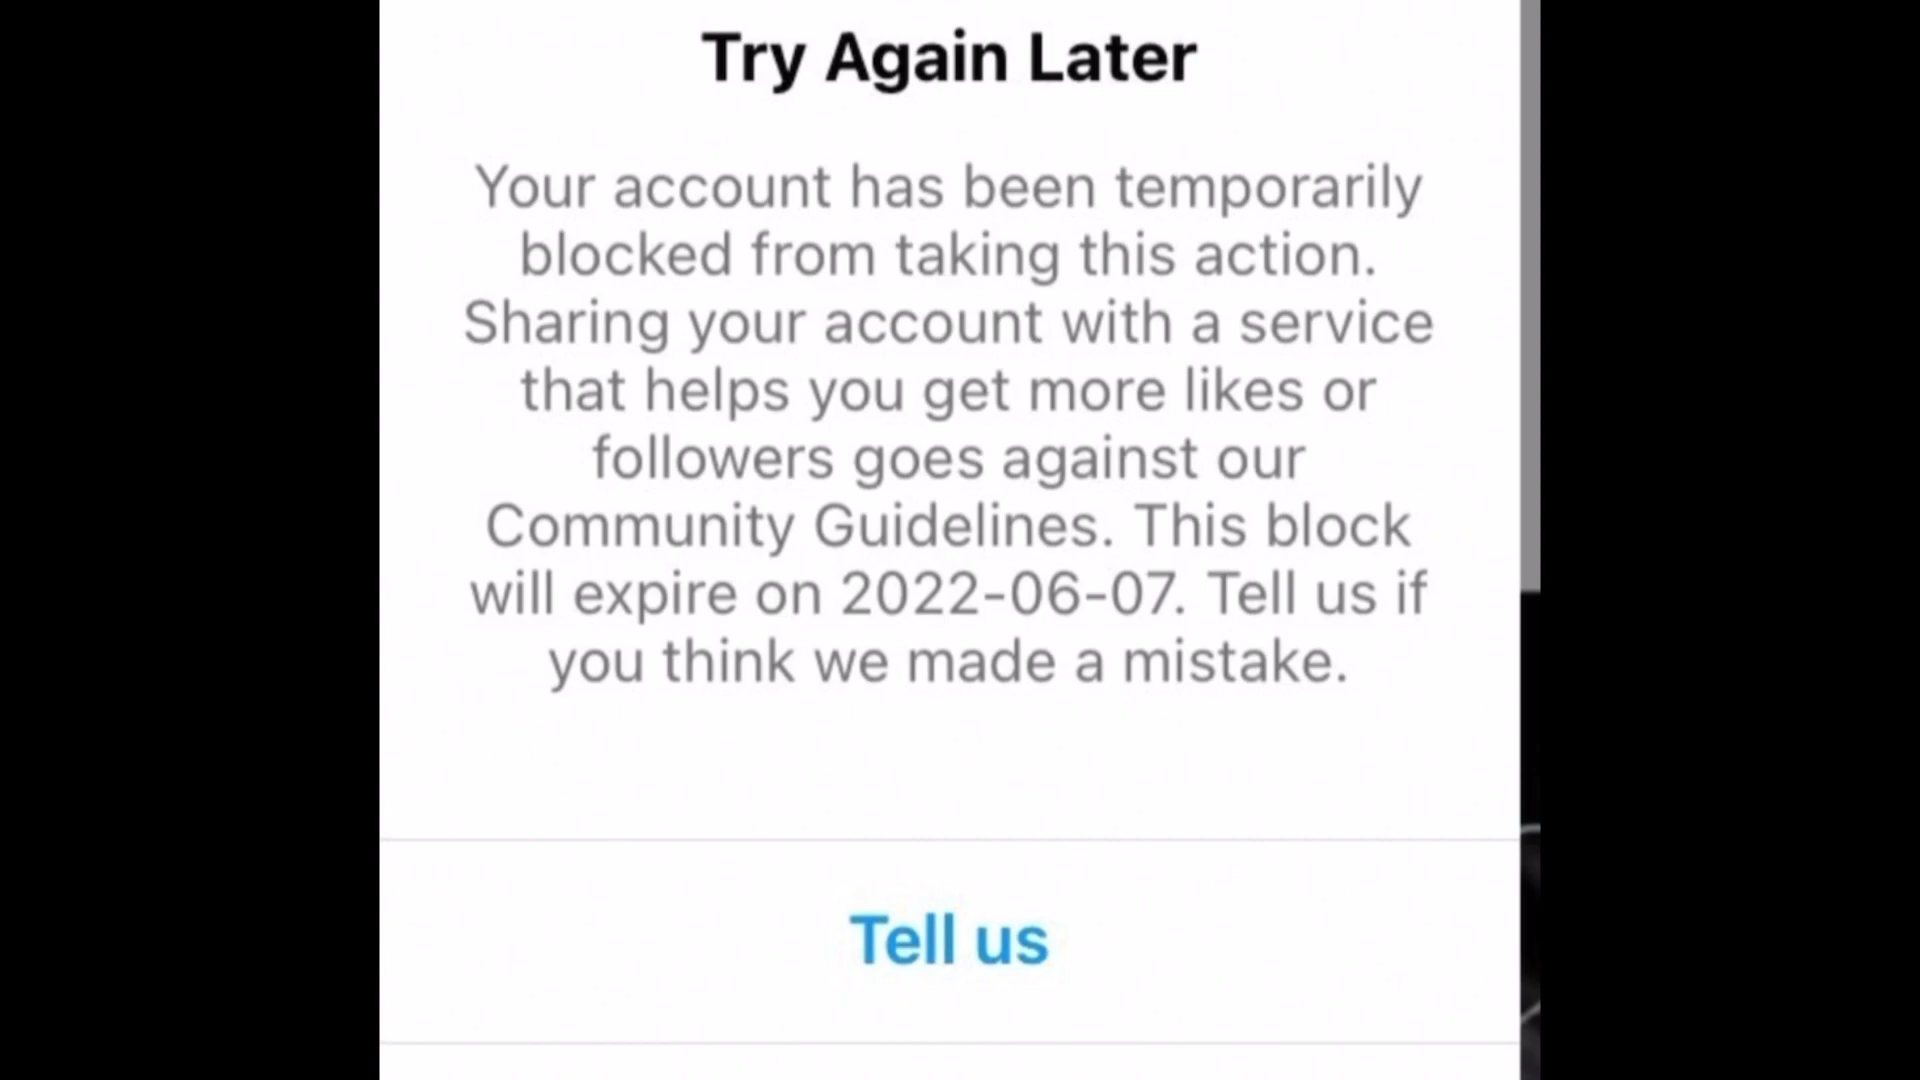 Try Again Later
Your account has been temporarily
blocked from taking this action.
Sharing your account with a service
that helps you get more likes or
followers goes against our
Community Guidelines. This block
will expire on 2022-06-07. Tell us if
you think we made a mistake.
Tell us